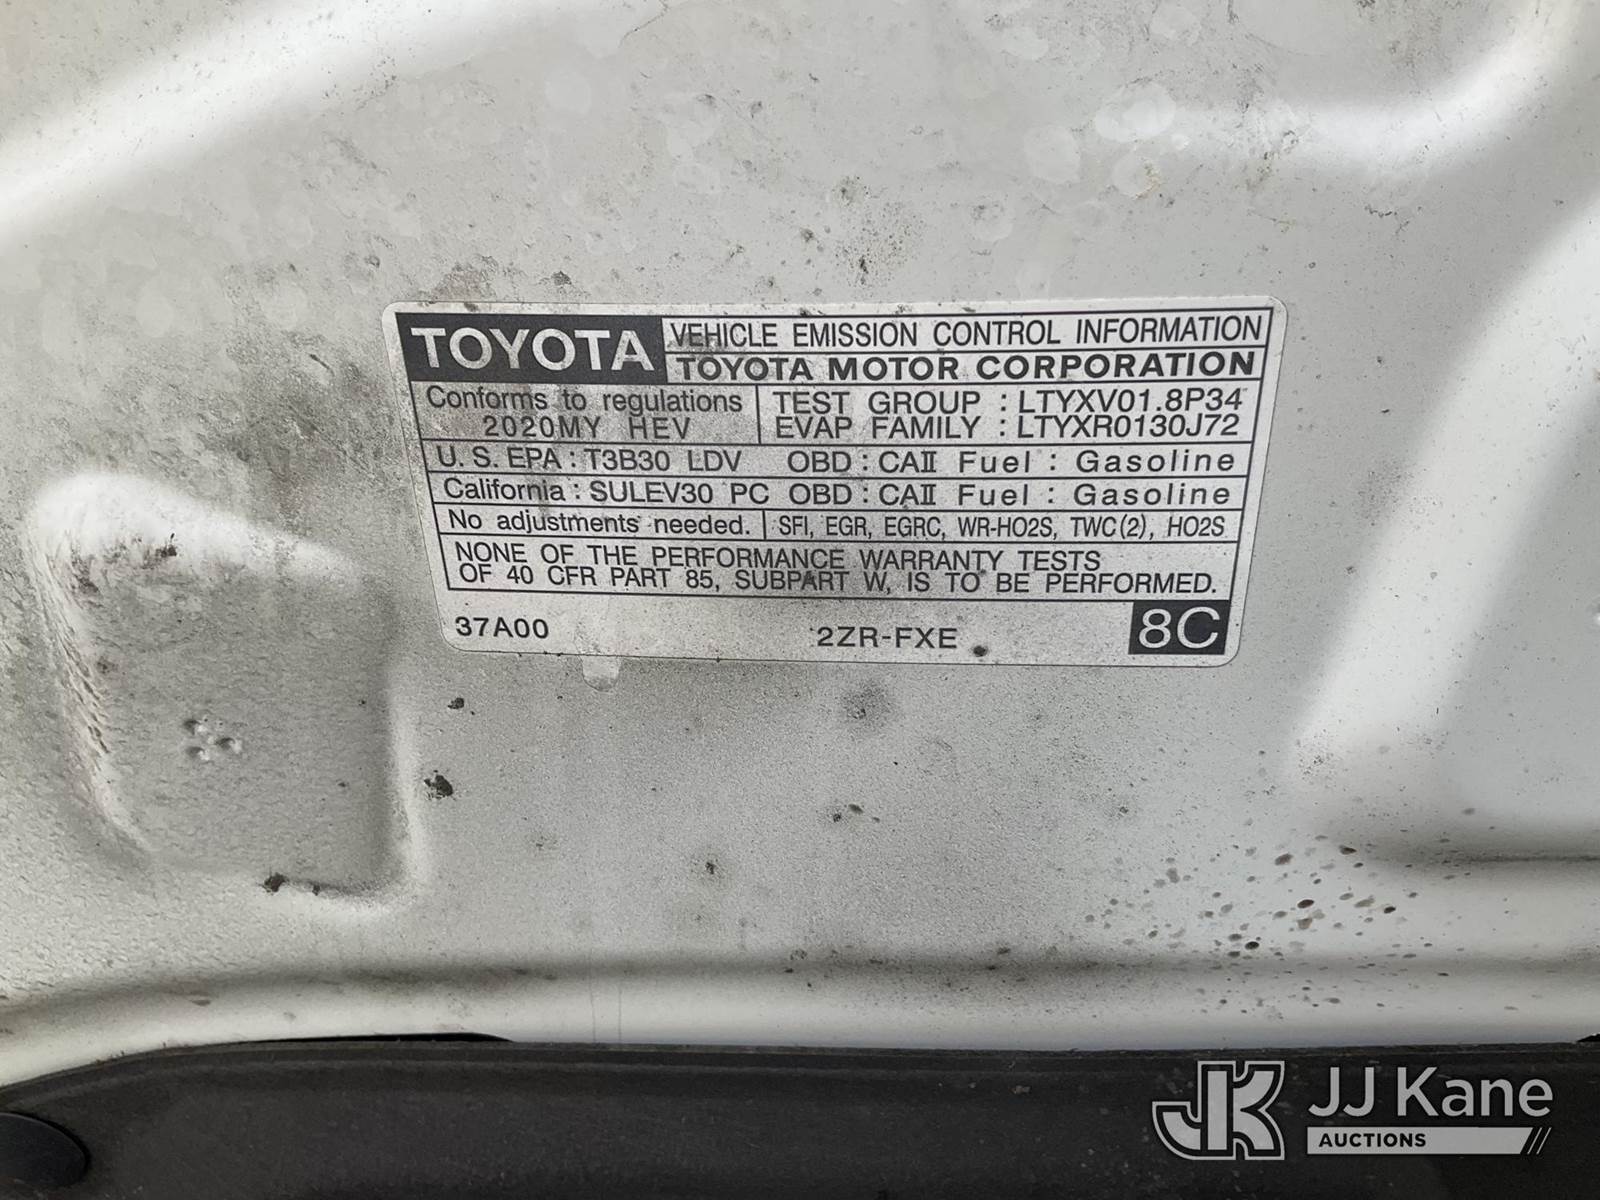 TOYOTA
VEHICLE EMISSION CONTROL INFORMATION
TOYOTA MOTOR CORPORATION
Conforms to regulations
2020MY HEV
TEST GROUP : LTYXV01.8P34
EVAP FAMILY : LTYXR0130J72
U. S. EPA : T3B30 LDV OBD : CAII Fuel : Gasoline
California : SULEV30 PC OBD : CAII Fuel : Gasoline
No adjustments needed. SFI, EGR, EGRC, WR-HO2S, TWC(2), HO2S
NONE OF THE PERFORMANCE WARRANTY TESTS
OF 40 CFR PART 85, SUBPART W, IS TO BE PERFORMED.
37A00 2ZR-FXE 8C
JK JJ Kane
AUCTIONS